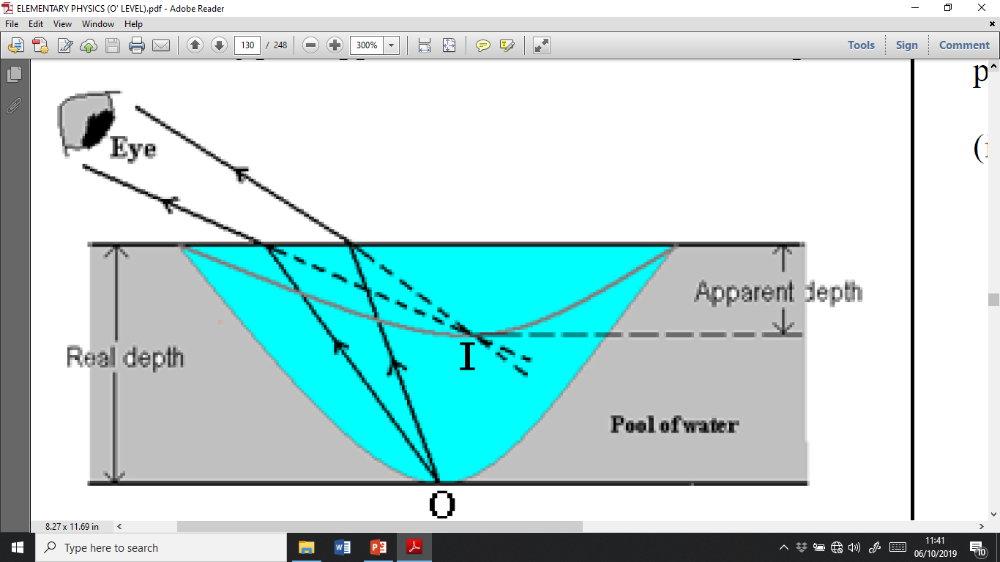 ELEMENTARY PHYSICS (O' LEVEL).pdf - Adobe Reader
File Edit View Window Help
130 / 248 300% Tools Sign Comment
p
Eye
Apparent depth
Real depth
I
Pool of water
O
8.27 x 11.69 in
Type here to search
11:41
06/10/2019
10